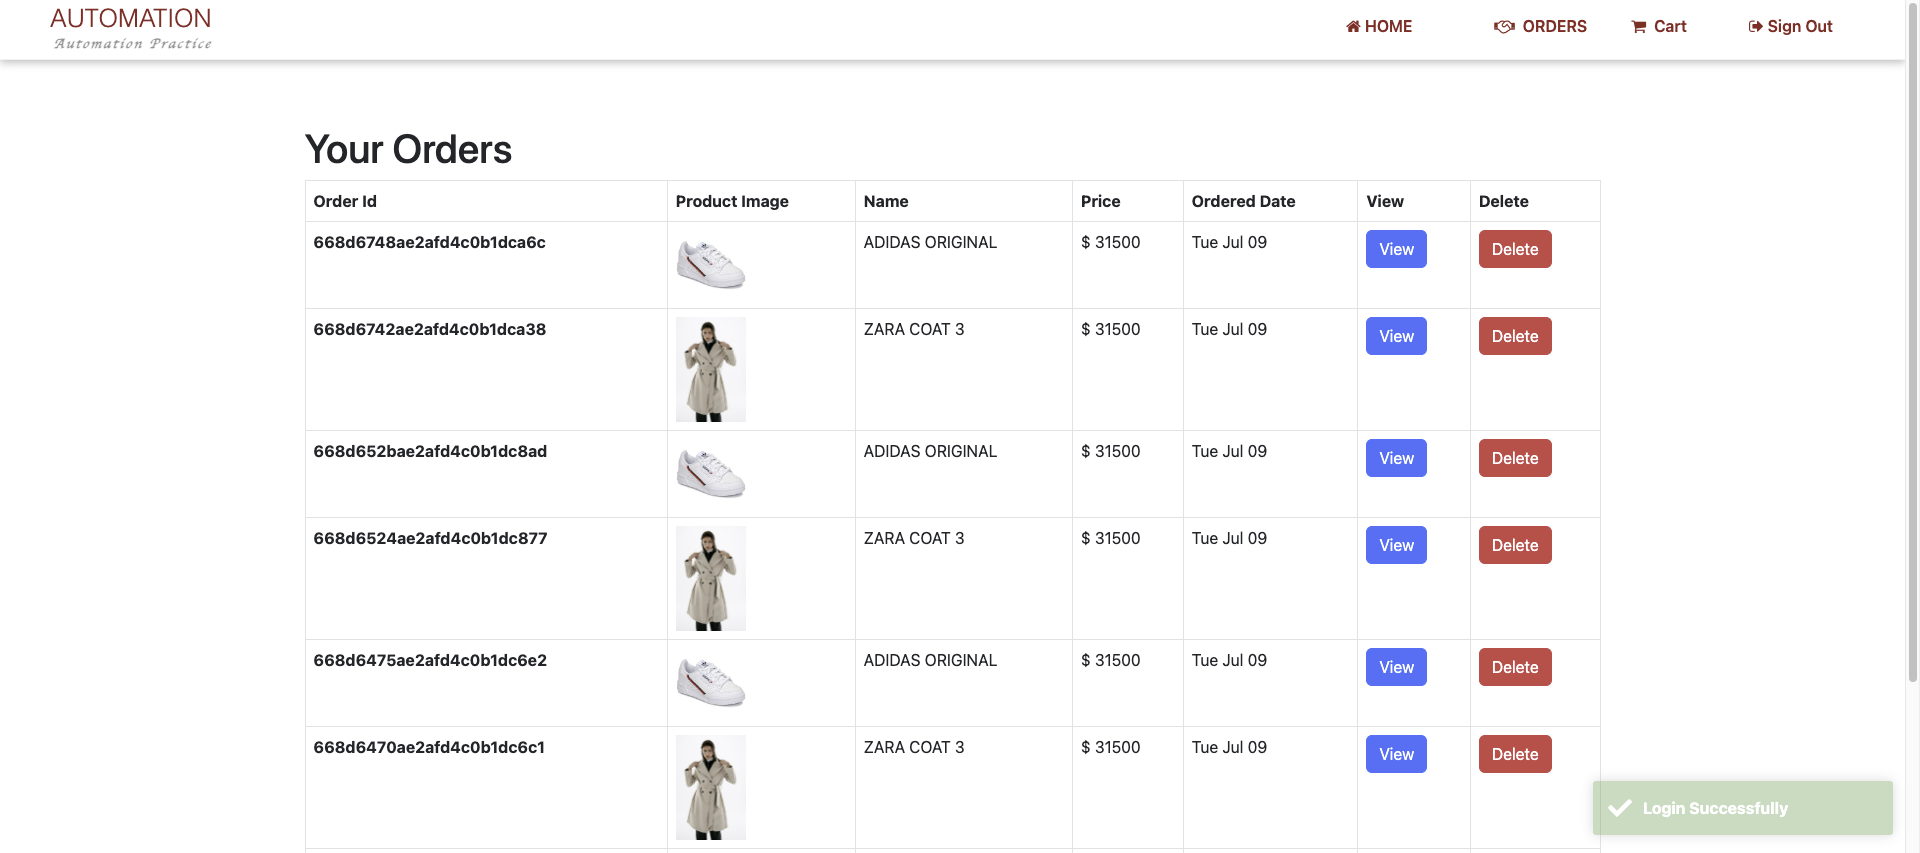 AUTOMATION
Automation Practice
HOME ORDERS Cart Sign Out
Your Orders
Order Id Product Image Name Price Ordered Date View Delete
668d6748ae2afd4c0b1dca6c ADIDAS ORIGINAL $ 31500 Tue Jul 09 View Delete
668d6742ae2afd4c0b1dca38 ZARA COAT 3 $ 31500 Tue Jul 09 View Delete
668d652bae2afd4c0b1dc8ad ADIDAS ORIGINAL $ 31500 Tue Jul 09 View Delete
668d6524ae2afd4c0b1dc877 ZARA COAT 3 $ 31500 Tue Jul 09 View Delete
668d6475ae2afd4c0b1dc6e2 ADIDAS ORIGINAL $ 31500 Tue Jul 09 View Delete
668d6470ae2afd4c0b1dc6c1 ZARA COAT 3 $ 31500 Tue Jul 09 View Delete
Login Successfully